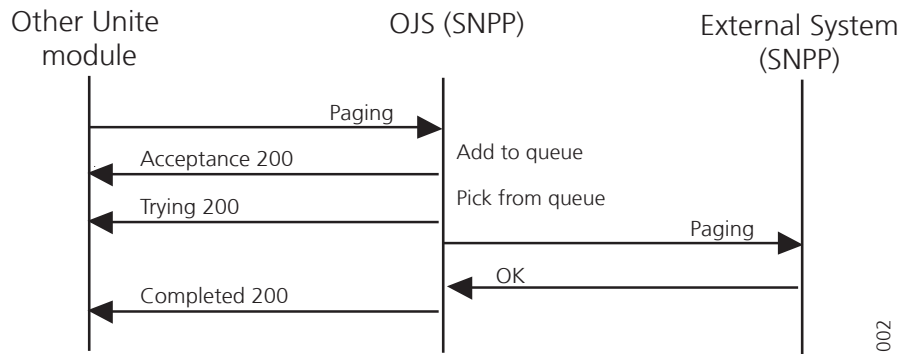 Other Unite
module
OJS (SNPP)
External System
(SNPP)
Paging
Acceptance 200
Add to queue
Trying 200
Pick from queue
Paging
OK
Completed 200
002